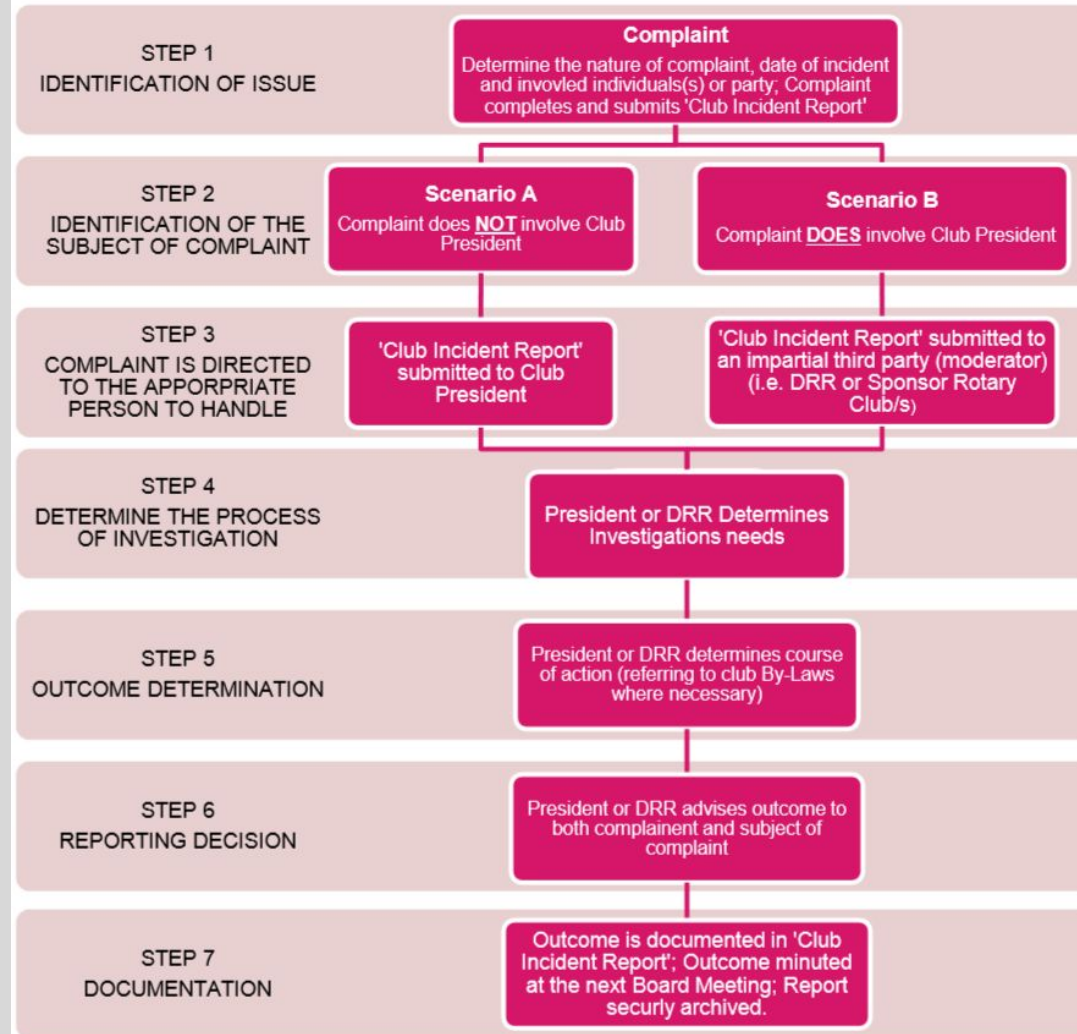 STEP 1
IDENTIFICATION OF ISSUE
Complaint
Determine the nature of complaint, date of incident
and invovled individuals(s) or party; Complaint
completes and submits 'Club Incident Report'
STEP 2
IDENTIFICATION OF THE
SUBJECT OF COMPLAINT
Scenario A
Complaint does NOT involve Club
President
Scenario B
Complaint DOES involve Club President
STEP 3
COMPLAINT IS DIRECTED
TO THE APPORPRIATE
PERSON TO HANDLE
'Club Incident Report'
submitted to Club
President
'Club Incident Report' submitted to
an impartial third party (moderator)
(i.e. DRR or Sponsor Rotary
Club/s)
STEP 4
DETERMINE THE PROCESS
OF INVESTIGATION
President or DRR Determines
Investigations needs
STEP 5
OUTCOME DETERMINATION
President or DRR determines course
of action (referring to club By-Laws
where necessary)
STEP 6
REPORTING DECISION
President or DRR advises outcome to
both complainent and subject of
complaint
STEP 7
DOCUMENTATION
Outcome is documented in 'Club
Incident Report'; Outcome minuted
at the next Board Meeting; Report
securly archived.